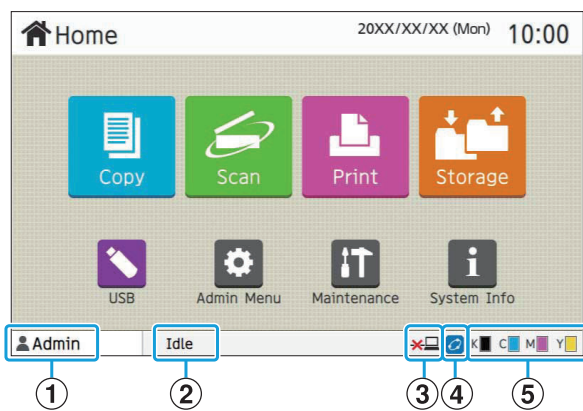 Home
20XX/XX/XX (Mon)
10:00
Copy
Scan
Print
Storage
USB
Admin Menu
Maintenance
System Info
Admin
Idle
K C M Y
1 2 3 4 5